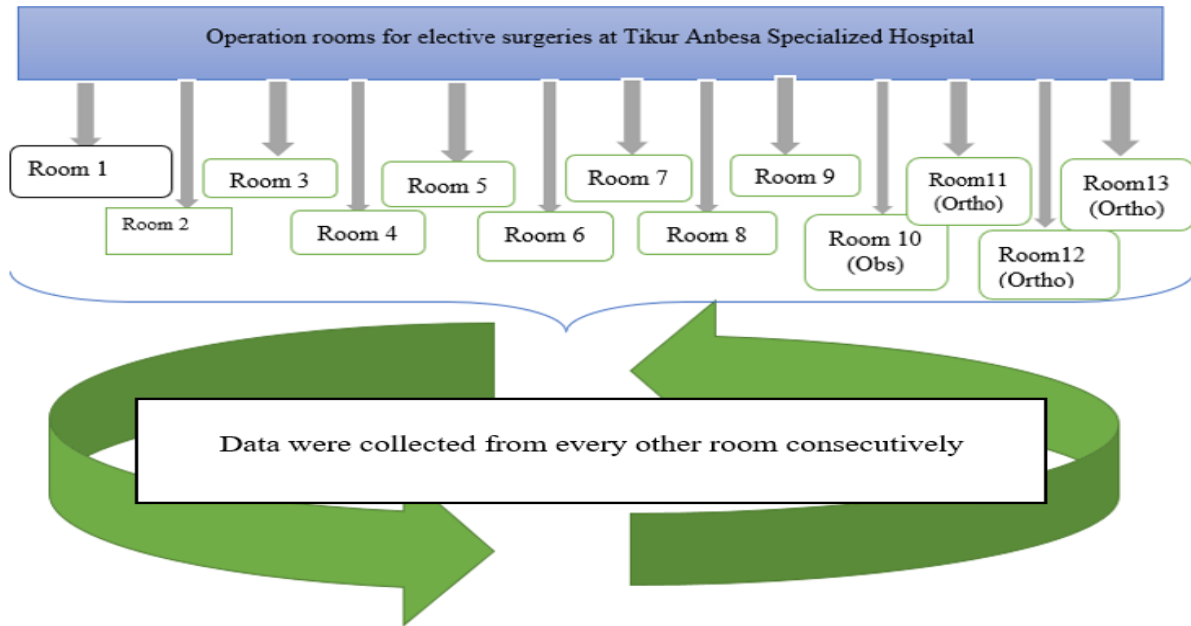 Operation rooms for elective surgeries at Tikur Anbesa Specialized Hospital
Room 1
Room 2
Room 3
Room 4
Room 5
Room 6
Room 7
Room 8
Room 9
Room 10
(Obs)
Room11
(Ortho)
Room12
(Ortho)
Room13
(Ortho)
Data were collected from every other room consecutively